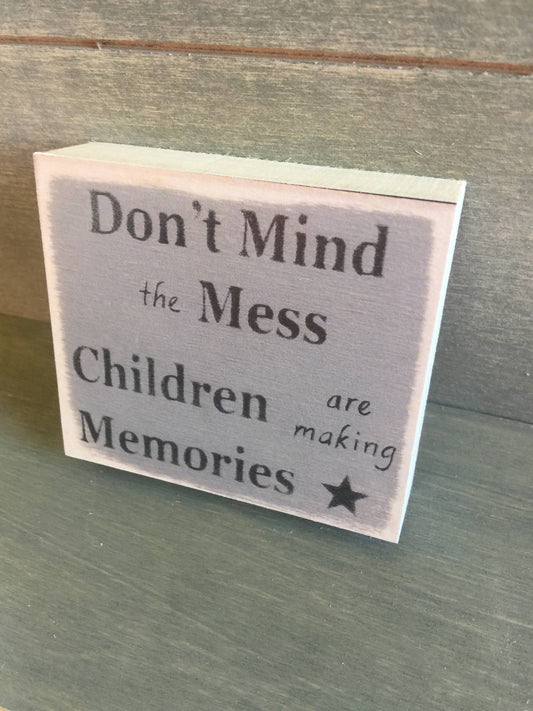 Don't Mind
the Mess
Children are
making
Memories